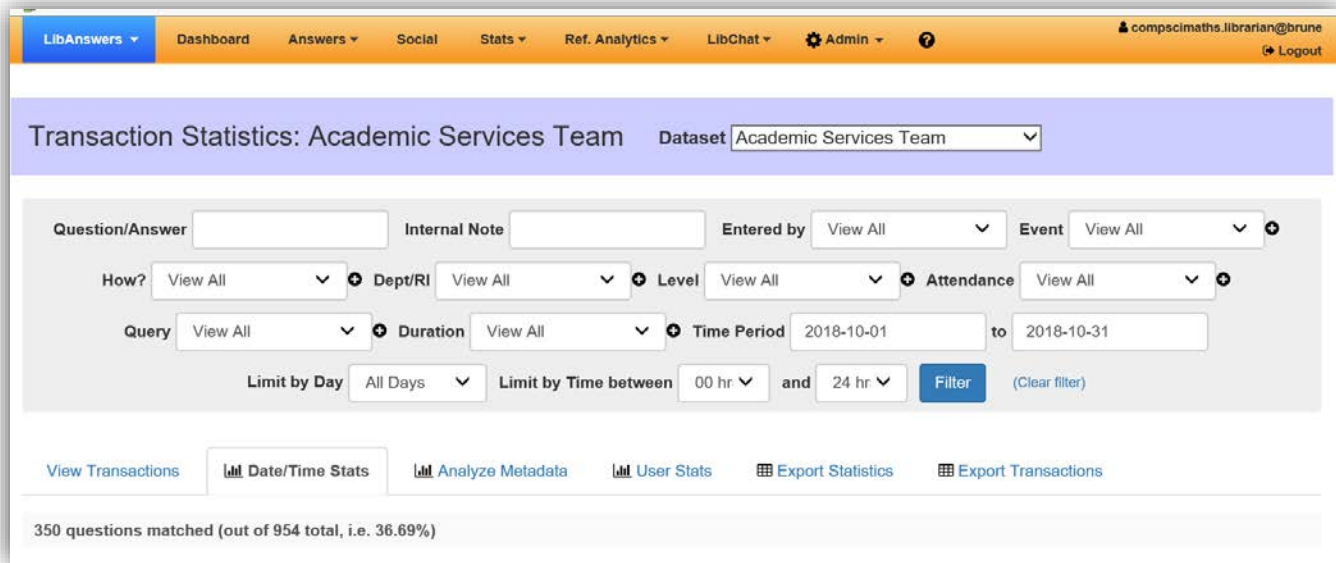 LibAnswers Dashboard Answers Social Stats Ref. Analytics LibChat Admin compscimaths.librarian@brune
Logout
Transaction Statistics: Academic Services Team Dataset Academic Services Team
Question/Answer Internal Note Entered by View All Event View All
How? View All Dept/RI View All Level View All Attendance View All
Query View All Duration View All Time Period 2018-10-01 to 2018-10-31
Limit by Day All Days Limit by Time between 00 hr and 24 hr Filter (Clear filter)
View Transactions Date/Time Stats Analyze Metadata User Stats Export Statistics Export Transactions
350 questions matched (out of 954 total, i.e. 36.69%)